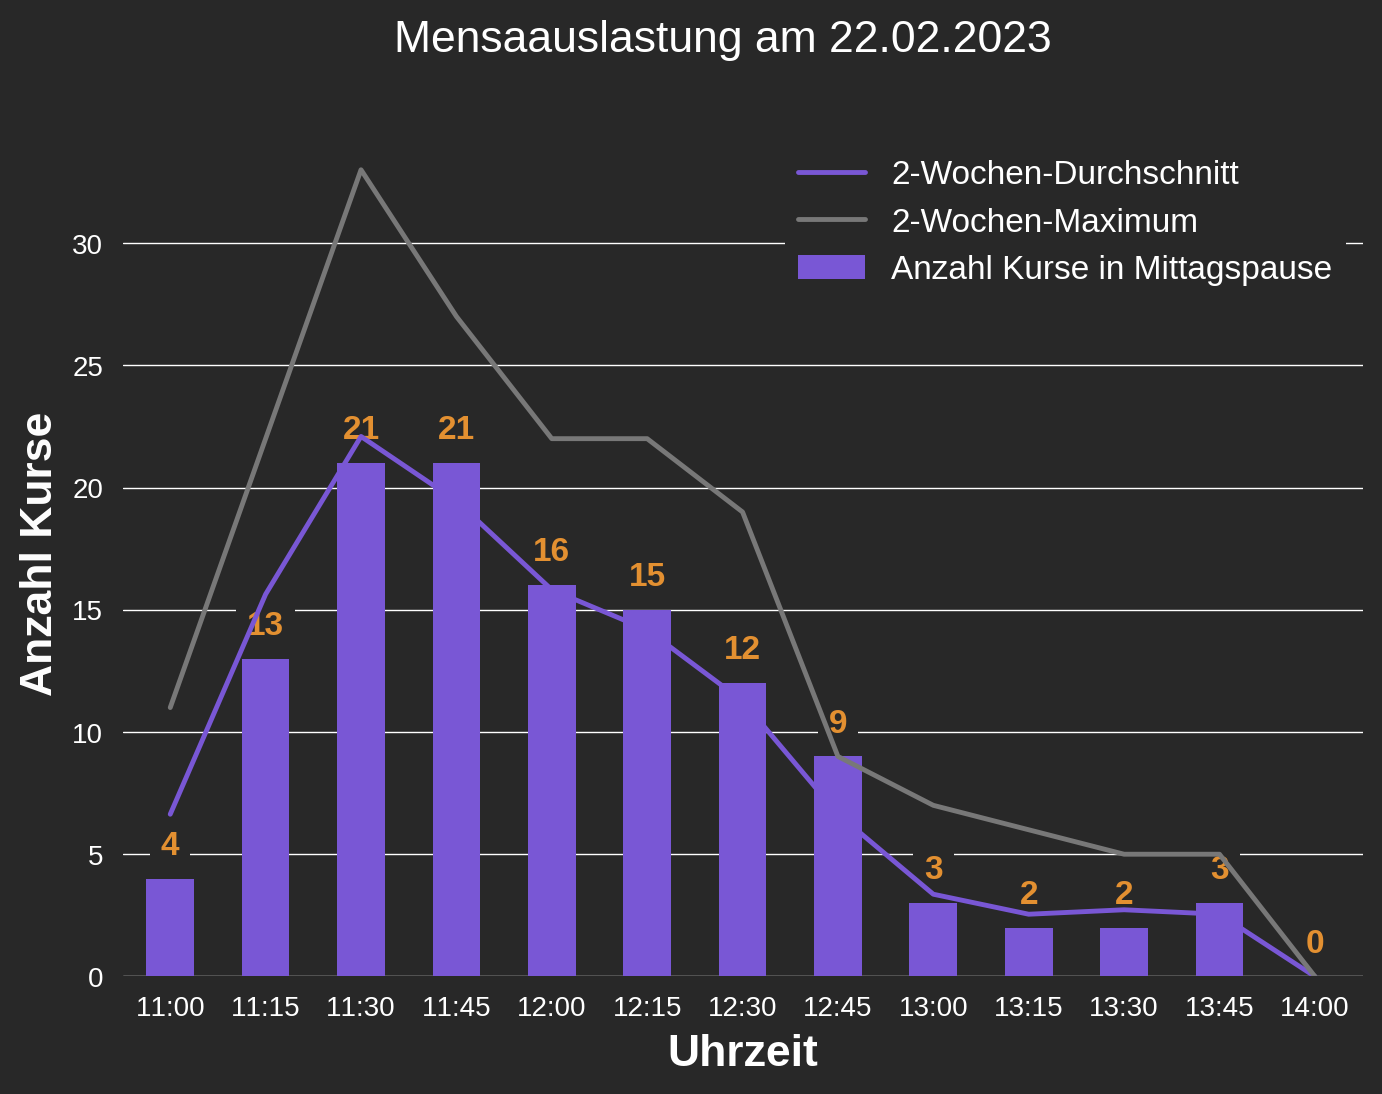 Mensaauslastung am 22.02.2023
2-Wochen-Durchschnitt
2-Wochen-Maximum
Anzahl Kurse in Mittagspause
Anzahl Kurse
30
25
20
15
10
5
0
4
13
21
21
16
15
12
9
3
2
2
3
0
11:00 11:15 11:30 11:45 12:00 12:15 12:30 12:45 13:00 13:15 13:30 13:45 14:00
Uhrzeit